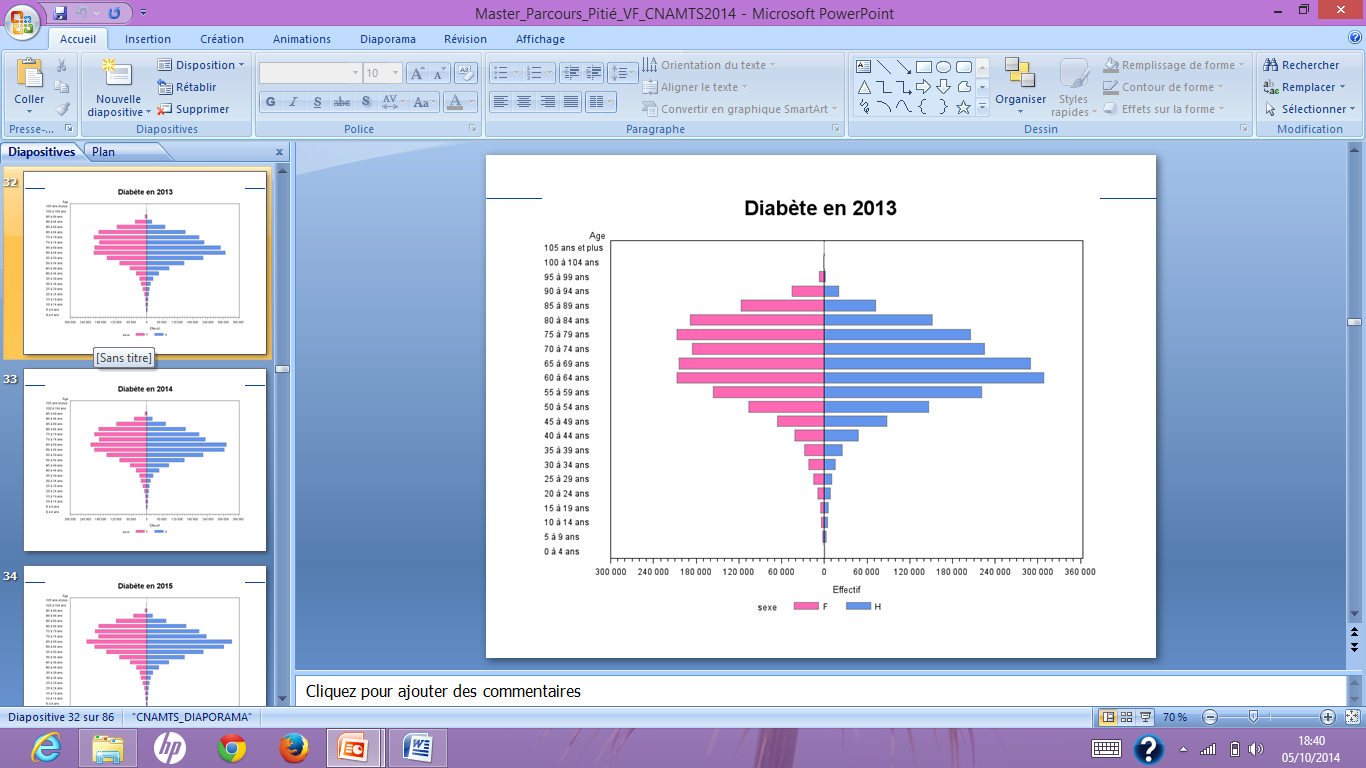 Master_Parcours_Pitié_VF_CNAMTS2014 - Microsoft PowerPoint
Accueil Insertion Création Animations Diaporama Révision Affichage
Coller
Nouvelle diapositive
Disposition
Rétablir
Supprimer
10
G I S abc S AV Aa A
Orientation du texte
Aligner le texte
Convertir en graphique SmartArt
Organiser
Styles rapides
Remplissage de forme
Contour de forme
Effets sur la forme
Rechercher
Remplacer
Sélectionner
Presse-... Diapositives Police Paragraphe Dessin Modification
Diapositives Plan x
32
Diabète en 2013
[Sans titre]
33
Diabète en 2014
34
Diabète en 2015
Diabète en 2013
Age
105 ans et plus
100 à 104 ans
95 à 99 ans
90 à 94 ans
85 à 89 ans
80 à 84 ans
75 à 79 ans
70 à 74 ans
65 à 69 ans
60 à 64 ans
55 à 59 ans
50 à 54 ans
45 à 49 ans
40 à 44 ans
35 à 39 ans
30 à 34 ans
25 à 29 ans
20 à 24 ans
15 à 19 ans
10 à 14 ans
5 à 9 ans
0 à 4 ans
300 000 240 000 180 000 120 000 60 000 0 60 000 120 000 180 000 240 000 300 000 360 000
Effectif
sexe F H
Cliquez pour ajouter des commentaires
Diapositive 32 sur 86 "CNAMTS_DIAPORAMA" 70 %
18:40
05/10/2014